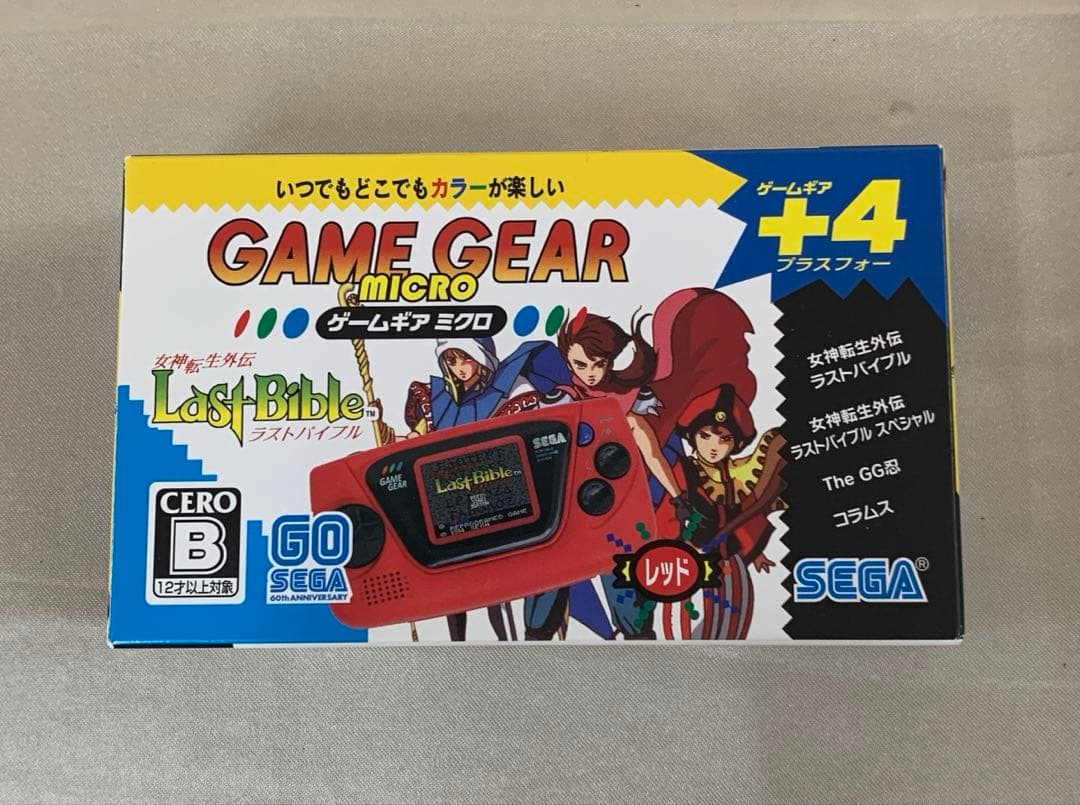 いつでもどこでもカラーが楽しい
GAME GEAR
MICRO
ゲームギア ミクロ
ゲームギア
+4
プラスフォー
女神転生外伝
Last Bible™
ラストバイブル
女神転生外伝
ラストバイブル
女神転生外伝
ラストバイブル スペシャル
The GG忍
コラムス
SEGA
GAME GEAR
Last Bible™
CERO
B
12才以上対象
GO
SEGA
60th ANNIVERSARY
レッド
SEGA®